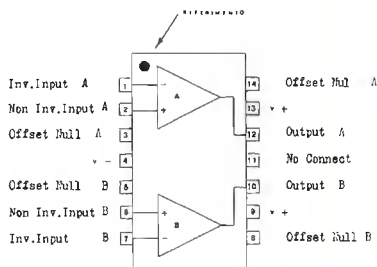 RIFERIMENTO
Inv.Input A 1 - 14 Offset Nul A
Non Inv.Input A 2 + A 13 v +
Offset Null A 3 12 Output A
v - 4 11 No Connect
Offset Null B 5 10 Output B
Non Inv.Input B 6 + 9 v +
Inv.Input B 7 - B 8 Offset Null B